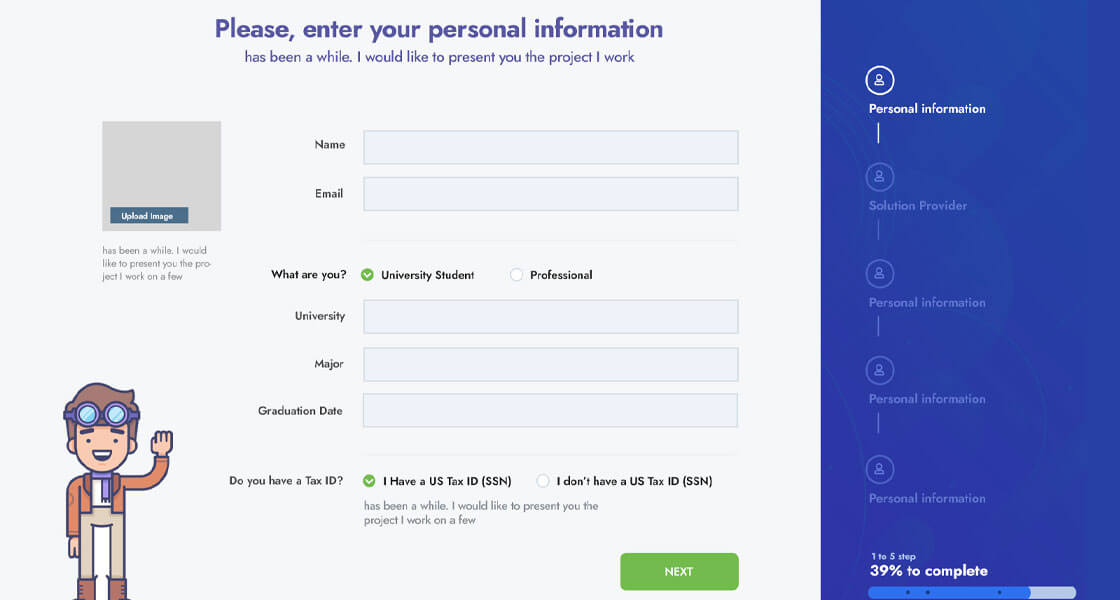 Please, enter your personal information
has been a while. I would like to present you the project I work
Upload Image
has been a while. I would
like to present you the pro-
ject I work on a few
Name
Email
What are you? University Student Professional
University
Major
Graduation Date
Do you have a Tax ID? I Have a US Tax ID (SSN) I don't have a US Tax ID (SSN)
has been a while. I would like to present you the
project I work on a few
NEXT
Personal information
Solution Provider
Personal information
Personal information
Personal information
1 to 5 step
39% to complete